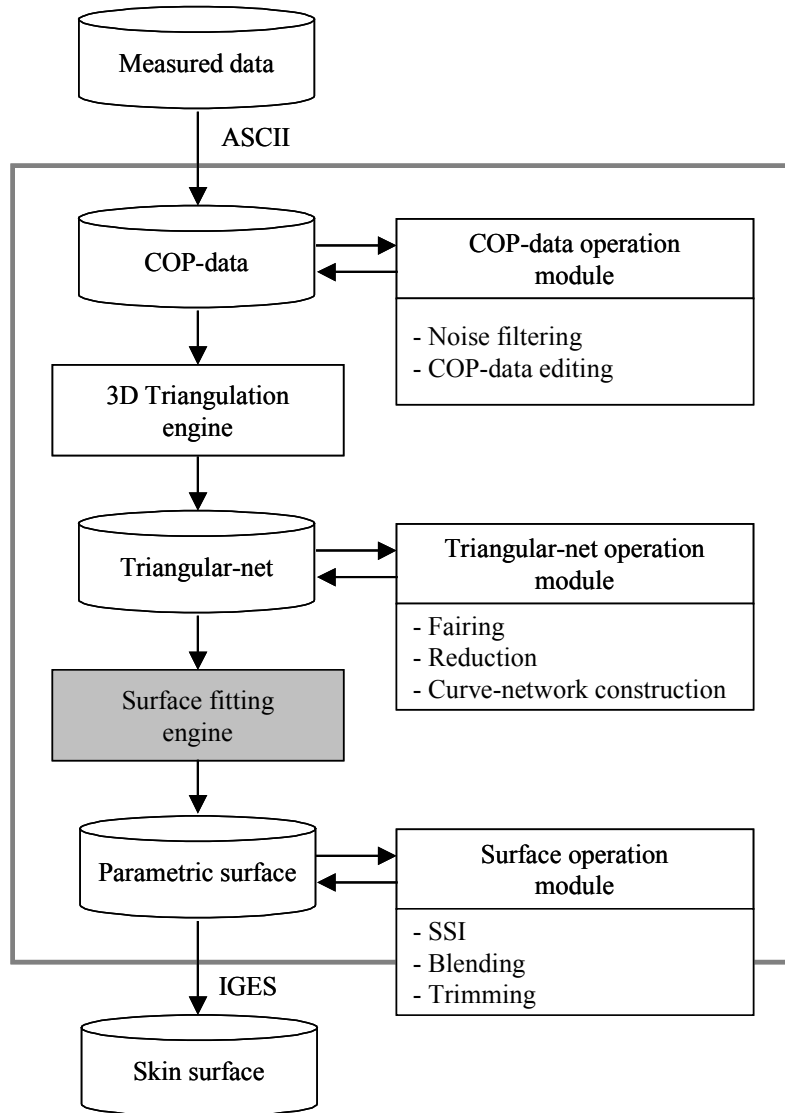 Measured data
ASCII
COP-data
COP-data operation
module
- Noise filtering
- COP-data editing
3D Triangulation
engine
Triangular-net
Triangular-net operation
module
- Fairing
- Reduction
- Curve-network construction
Surface fitting
engine
Parametric surface
Surface operation
module
- SSI
- Blending
- Trimming
IGES
Skin surface